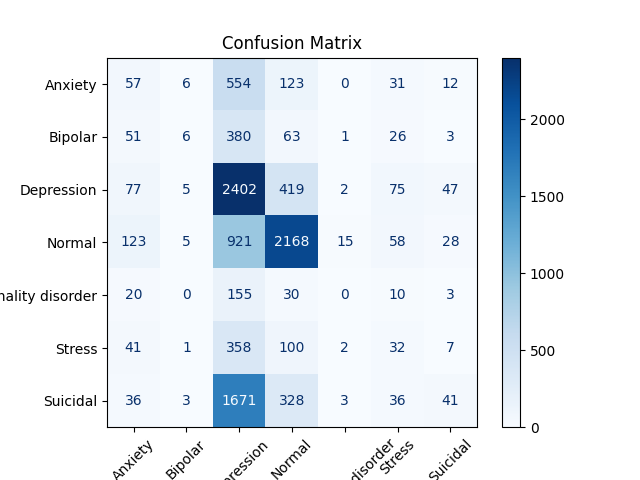 Confusion Matrix
Anxiety 57 6 554 123 0 31 12
Bipolar 51 6 380 63 1 26 3
Depression 77 5 2402 419 2 75 47
Normal 123 5 921 2168 15 58 28
nality disorder 20 0 155 30 0 10 3
Stress 41 1 358 100 2 32 7
Suicidal 36 3 1671 328 3 36 41
Anxiety Bipolar ression Normal disorder Stress Suicidal
2000
1500
1000
500
0